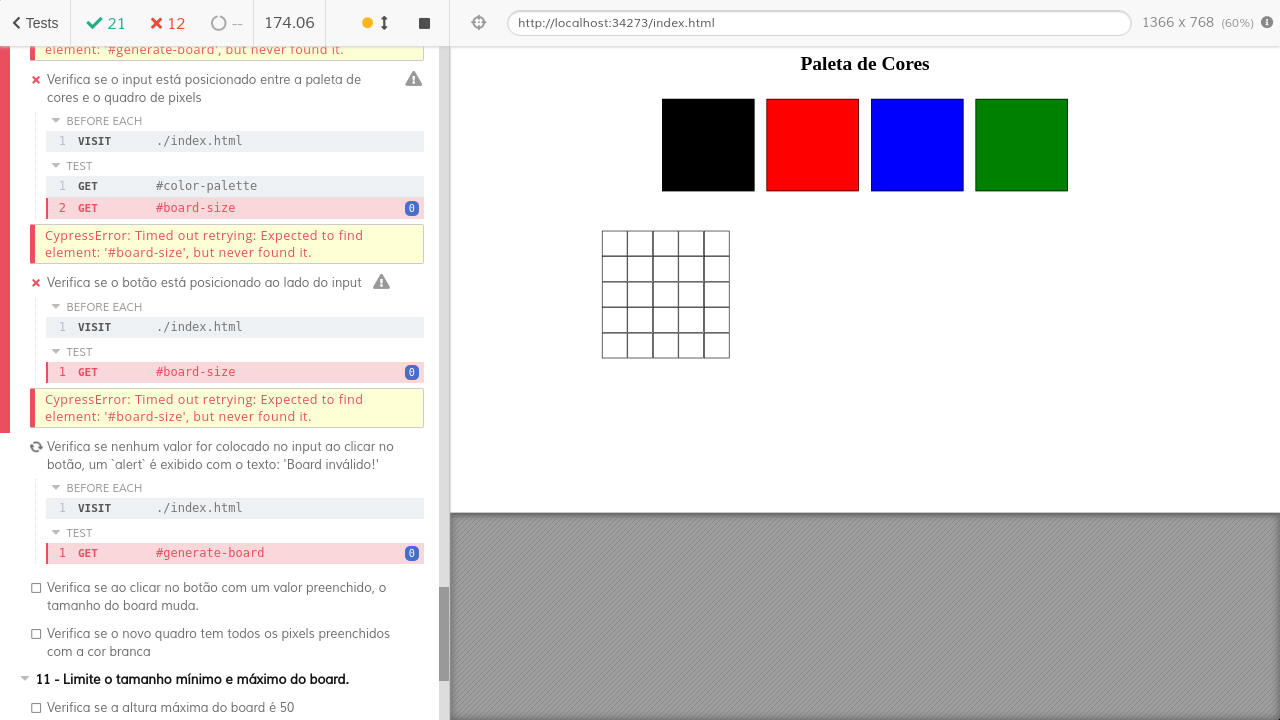 Tests 21 12 -- 174.06
http://localhost:34273/index.html 1366 x 768 (60%)
element: '#generate-board', but never found it.
Verifica se o input está posicionado entre a paleta de
cores e o quadro de pixels
BEFORE EACH
1 VISIT ./index.html
TEST
1 GET #color-palette
2 GET #board-size 0
CypressError: Timed out retrying: Expected to find
element: '#board-size', but never found it.
Verifica se o botão está posicionado ao lado do input
BEFORE EACH
1 VISIT ./index.html
TEST
1 GET #board-size 0
CypressError: Timed out retrying: Expected to find
element: '#board-size', but never found it.
Verifica se nenhum valor for colocado no input ao clicar no
botão, um `alert` é exibido com o texto: 'Board inválido!'
BEFORE EACH
1 VISIT ./index.html
TEST
1 GET #generate-board 0
Verifica se ao clicar no botão com um valor preenchido, o
tamanho do board muda.
Verifica se o novo quadro tem todos os pixels preenchidos
com a cor branca
11 - Limite o tamanho mínimo e máximo do board.
Verifica se a altura máxima do board é 50
Paleta de Cores